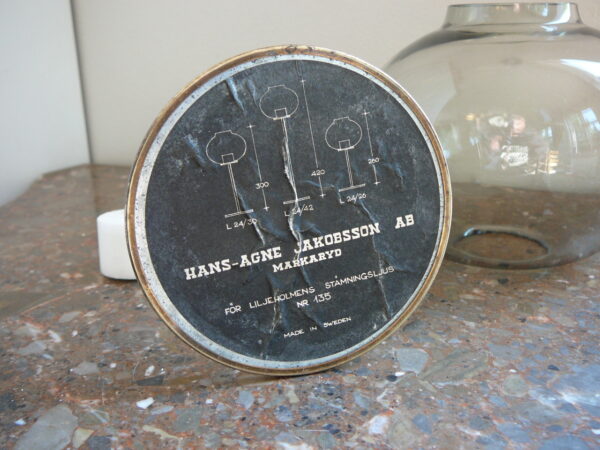 300
420
260
L 24/30
L 24/42
L 24/26
HANS-AGNE JAKOBSSON AB
MARKARYD
FÖR LILJEHOLMENS STÄMNINGSLJUS
NR 135
MADE IN SWEDEN